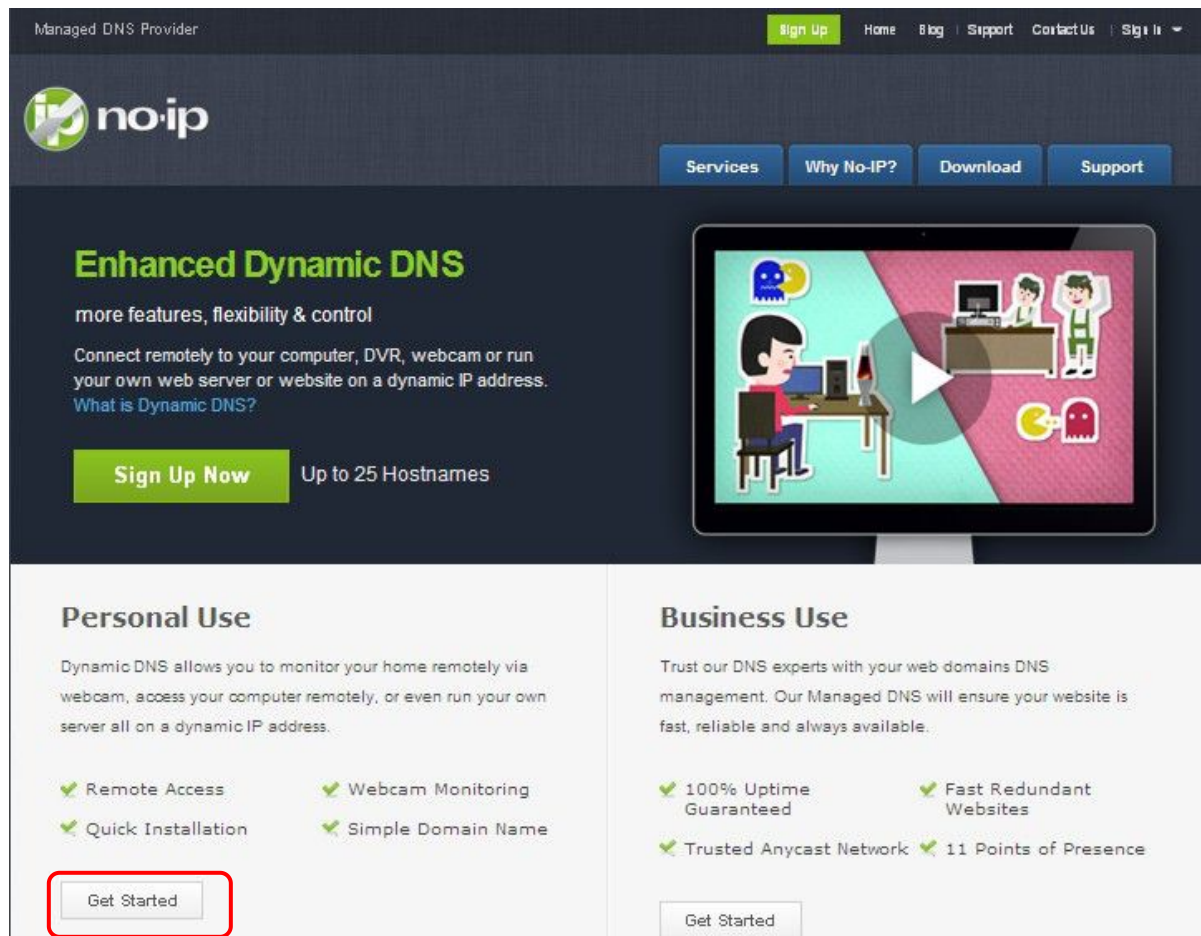 Managed DNS Provider
Sign Up Home Blog | Support Contact Us | Sign In
ip no·ip
Services Why No-IP? Download Support
Enhanced Dynamic DNS
more features, flexibility & control
Connect remotely to your computer, DVR, webcam or run
your own web server or website on a dynamic IP address.
What is Dynamic DNS?
Sign Up Now Up to 25 Hostnames
Personal Use
Dynamic DNS allows you to monitor your home remotely via
webcam, access your computer remotely, or even run your own
server all on a dynamic IP address.
Remote Access
Webcam Monitoring
Quick Installation
Simple Domain Name
Get Started
Business Use
Trust our DNS experts with your web domains DNS
management. Our Managed DNS will ensure your website is
fast, reliable and always available.
100% Uptime
Guaranteed
Fast Redundant
Websites
Trusted Anycast Network
11 Points of Presence
Get Started